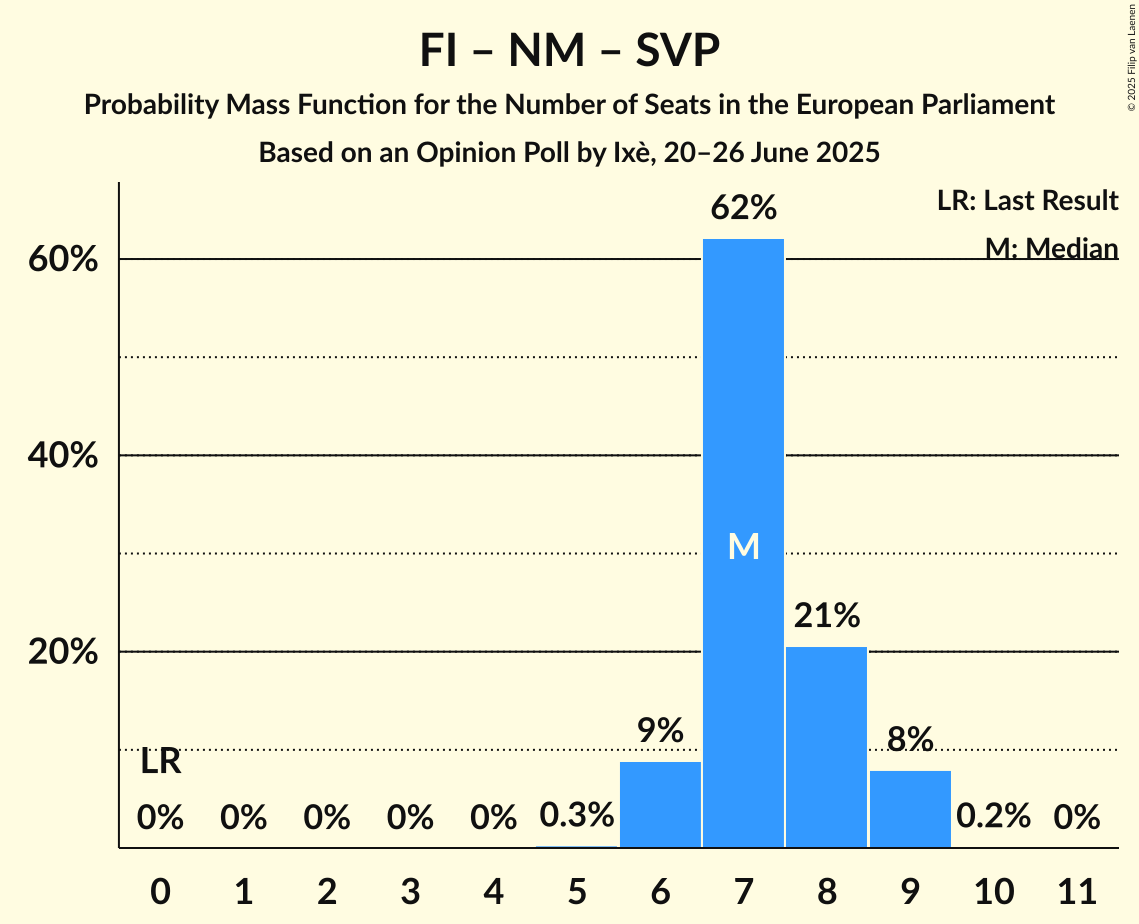 FI – NM – SVP
Probability Mass Function for the Number of Seats in the European Parliament
Based on an Opinion Poll by Ixè, 20–26 June 2025
© 2025 Filip van Laenen
LR: Last Result
M: Median
60%
40%
20%
LR
0%
0%
0%
0%
0%
0.3%
9%
62%
M
21%
8%
0.2%
0%
0 1 2 3 4 5 6 7 8 9 10 11